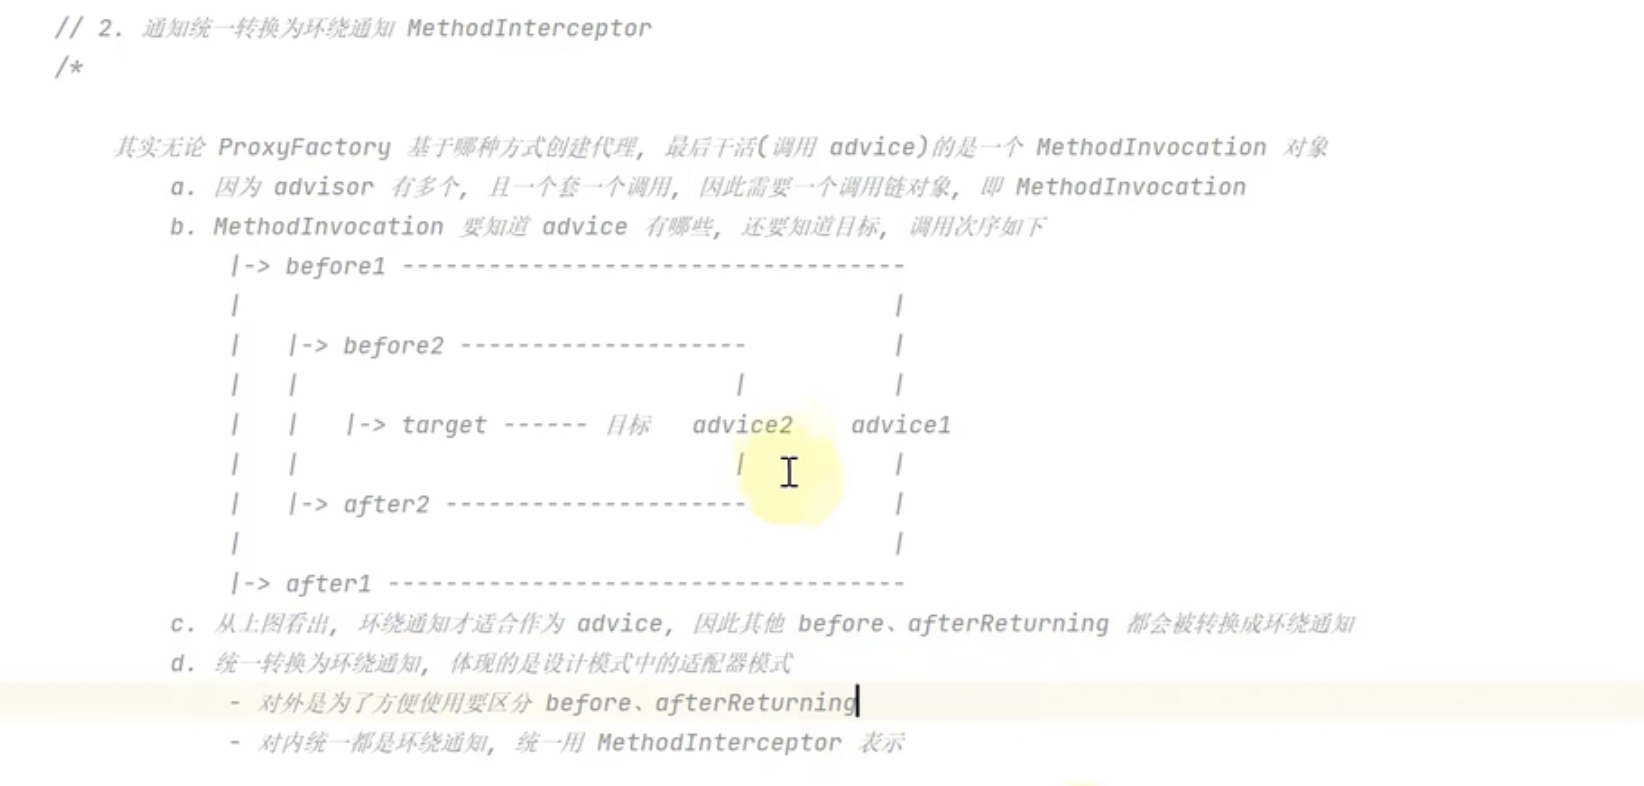 // 2. 通知统一转换为环绕通知 MethodInterceptor
/*
其实无论 ProxyFactory 基于哪种方式创建代理, 最后干活(调用 advice)的是一个 MethodInvocation 对象
a. 因为 advisor 有多个, 且一个套一个调用, 因此需要一个调用链对象, 即 MethodInvocation
b. MethodInvocation 要知道 advice 有哪些, 还要知道目标, 调用次序如下
|-> before1 -----------------------------------
|                                              |
|   |-> before2 --------------------           |
|   |                               |          |
|   |   |-> target ------ 目标   advice2    advice1
|   |                               |          |
|   |-> after2 ---------------------           |
|                                              |
|-> after1 ------------------------------------
c. 从上图看出, 环绕通知才适合作为 advice, 因此其他 before、afterReturning 都会被转换成环绕通知
d. 统一转换为环绕通知, 体现的是设计模式中的适配器模式
- 对外是为了方便使用要区分 before、afterReturning
- 对内统一都是环绕通知, 统一用 MethodInterceptor 表示